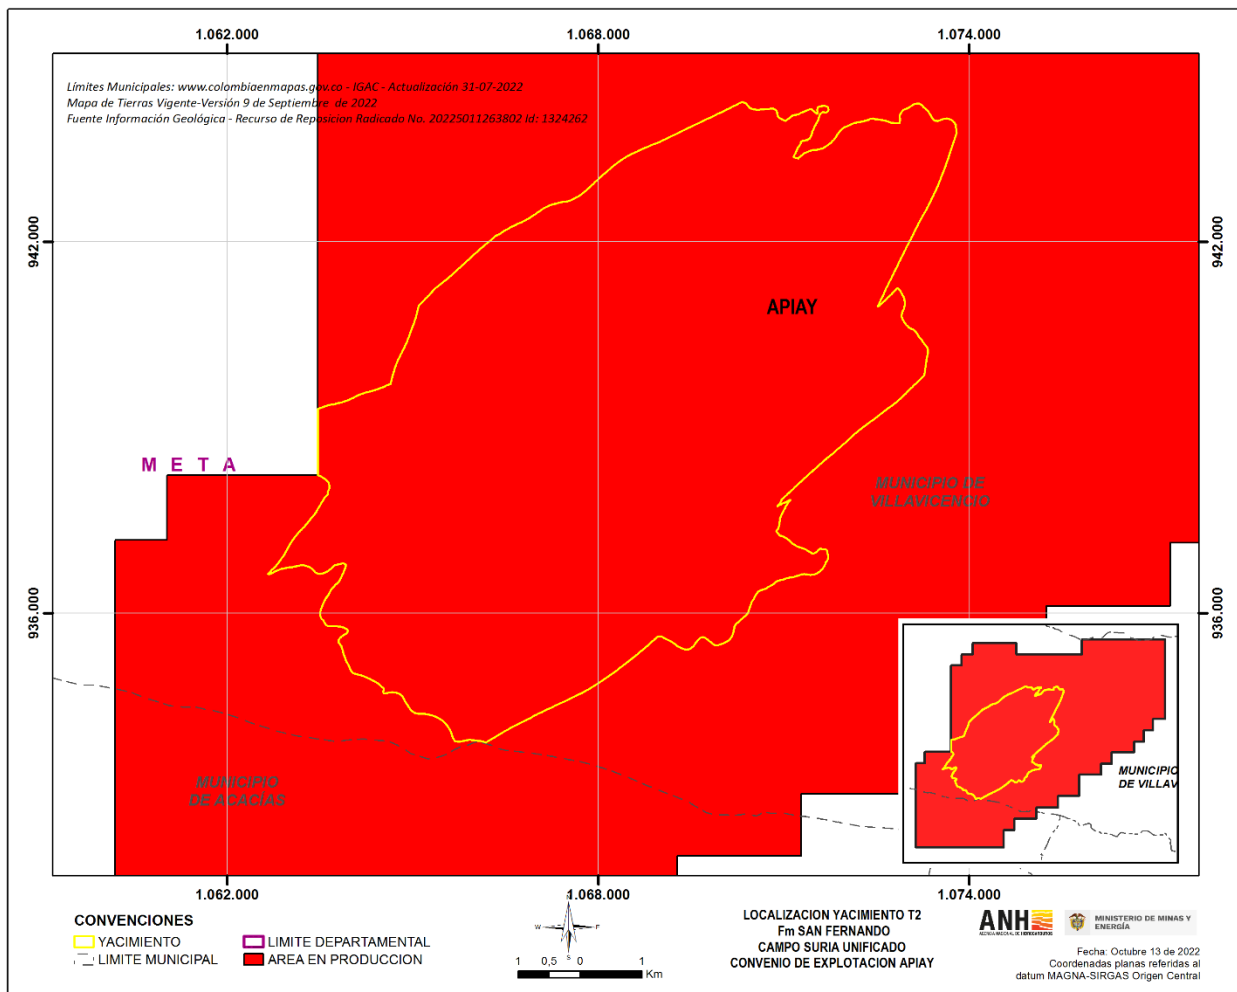 1.062.000
1.068.000
1.074.000
Límites Municipales: www.colombiaenmapas.gov.co - IGAC - Actualización 31-07-2022
Mapa de Tierras Vigente-Versión 9 de Septiembre de 2022
Fuente Información Geológica - Recurso de Reposicion Radicado No. 20225011263802 Id: 1324262
942.000
942.000
APIAY
M E T A
MUNICIPIO DE
VILLAVICENCIO
936.000
936.000
MUNICIPIO
DE ACACÍAS
MUNICIPIO
DE VILLAV
1.062.000
1.068.000
1.074.000
CONVENCIONES
YACIMIENTO
LIMITE DEPARTAMENTAL
LIMITE MUNICIPAL
AREA EN PRODUCCION
N
W
E
S
1 0,5 0 1
Km
LOCALIZACION YACIMIENTO T2
Fm SAN FERNANDO
CAMPO SURIA UNIFICADO
CONVENIO DE EXPLOTACION APIAY
ANH
AGENCIA NACIONAL DE HIDROCARBUROS
MINISTERIO DE MINAS Y
ENERGÍA
Fecha: Octubre 13 de 2022
Coordenadas planas referidas al
datum MAGNA-SIRGAS Origen Central